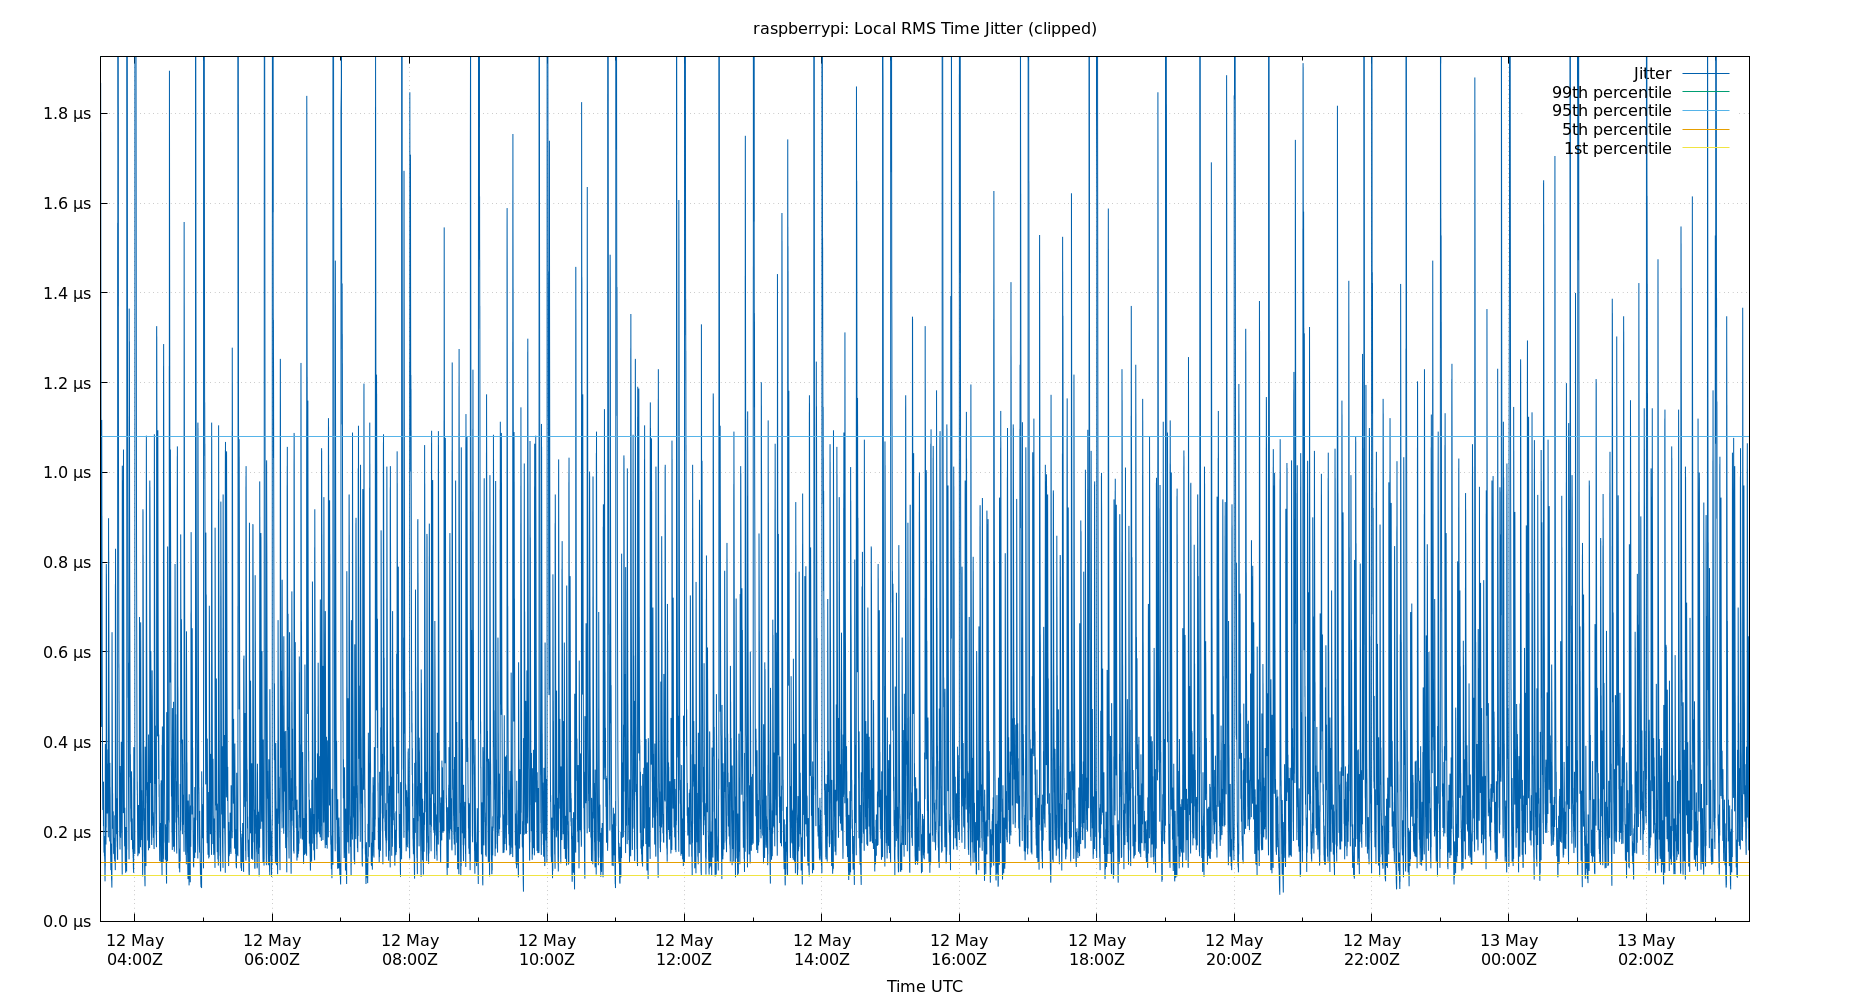 raspberrypi: Local RMS Time Jitter (clipped)
Jitter
99th percentile
95th percentile
5th percentile
1st percentile
1.8 µs
1.6 µs
1.4 µs
1.2 µs
1.0 µs
0.8 µs
0.6 µs
0.4 µs
0.2 µs
0.0 µs
12 May 12 May 12 May 12 May 12 May 12 May 12 May 12 May 12 May 12 May 13 May 13 May
04:00Z 06:00Z 08:00Z 10:00Z 12:00Z 14:00Z 16:00Z 18:00Z 20:00Z 22:00Z 00:00Z 02:00Z
Time UTC